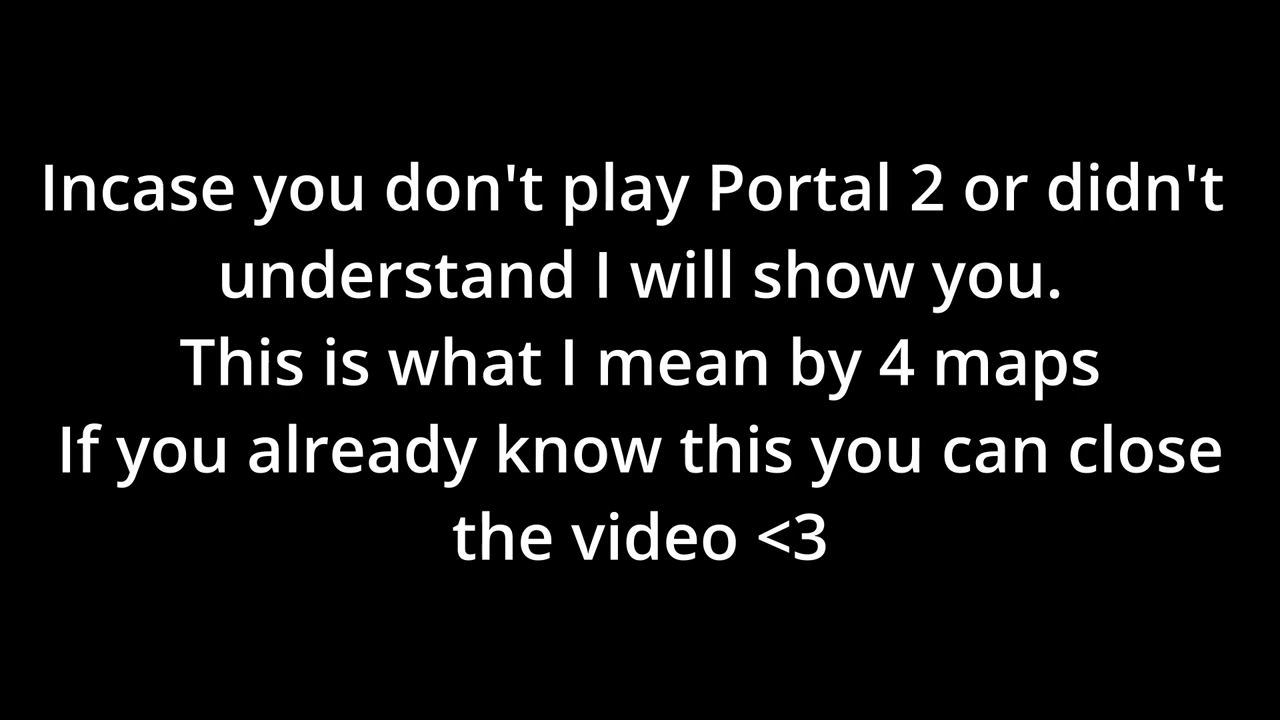 Incase you don't play Portal 2 or didn't
understand I will show you.
This is what I mean by 4 maps
If you already know this you can close
the video <3